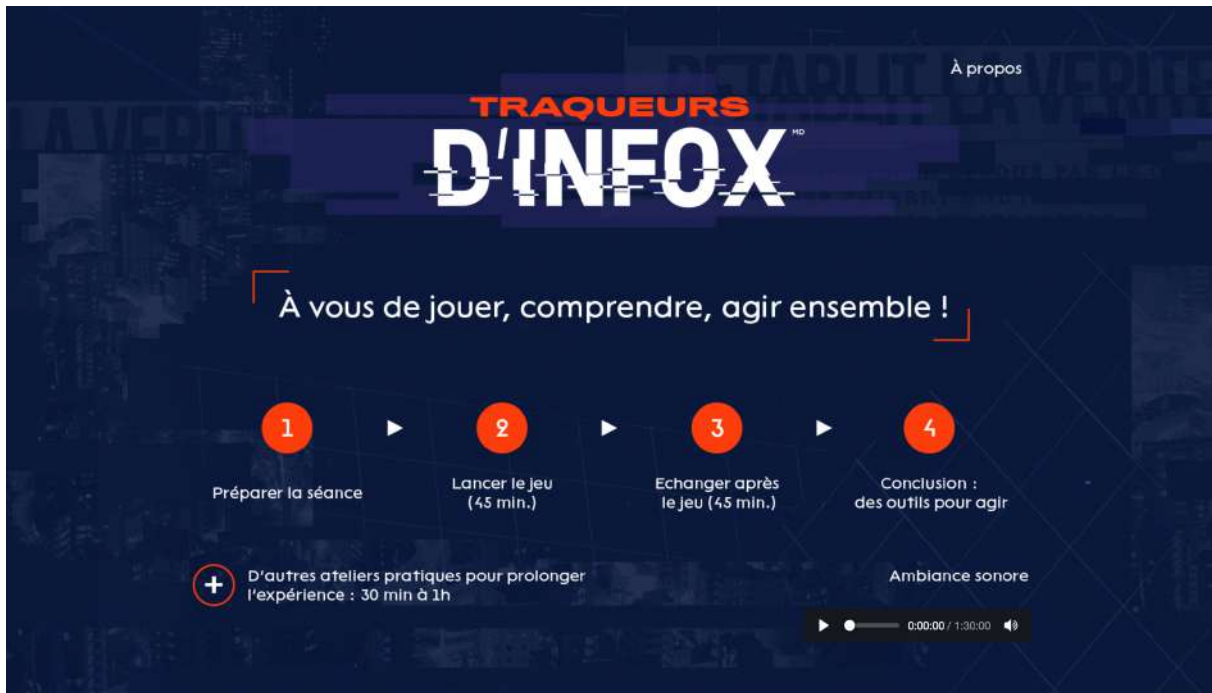 À propos
TRAQUEURS
D'INFOX MD
À vous de jouer, comprendre, agir ensemble !
1
2
3
4
Préparer la séance
Lancer le jeu
(45 min.)
Echanger après
le jeu (45 min.)
Conclusion :
des outils pour agir
+
D'autres ateliers pratiques pour prolonger
l'expérience : 30 min à 1h
Ambiance sonore
0:00:00 / 1:30:00